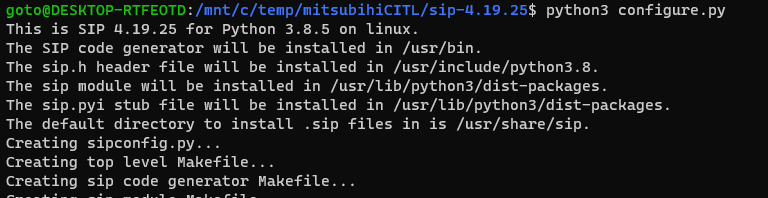 goto@DESKTOP-RTFEOTD:/mnt/c/temp/mitsubihiCITL/sip-4.19.25$ python3 configure.py
This is SIP 4.19.25 for Python 3.8.5 on linux.
The SIP code generator will be installed in /usr/bin.
The sip.h header file will be installed in /usr/include/python3.8.
The sip module will be installed in /usr/lib/python3/dist-packages.
The sip.pyi stub file will be installed in /usr/lib/python3/dist-packages.
The default directory to install .sip files in is /usr/share/sip.
Creating sipconfig.py...
Creating top level Makefile...
Creating sip code generator Makefile...
Creating sip module Makefile